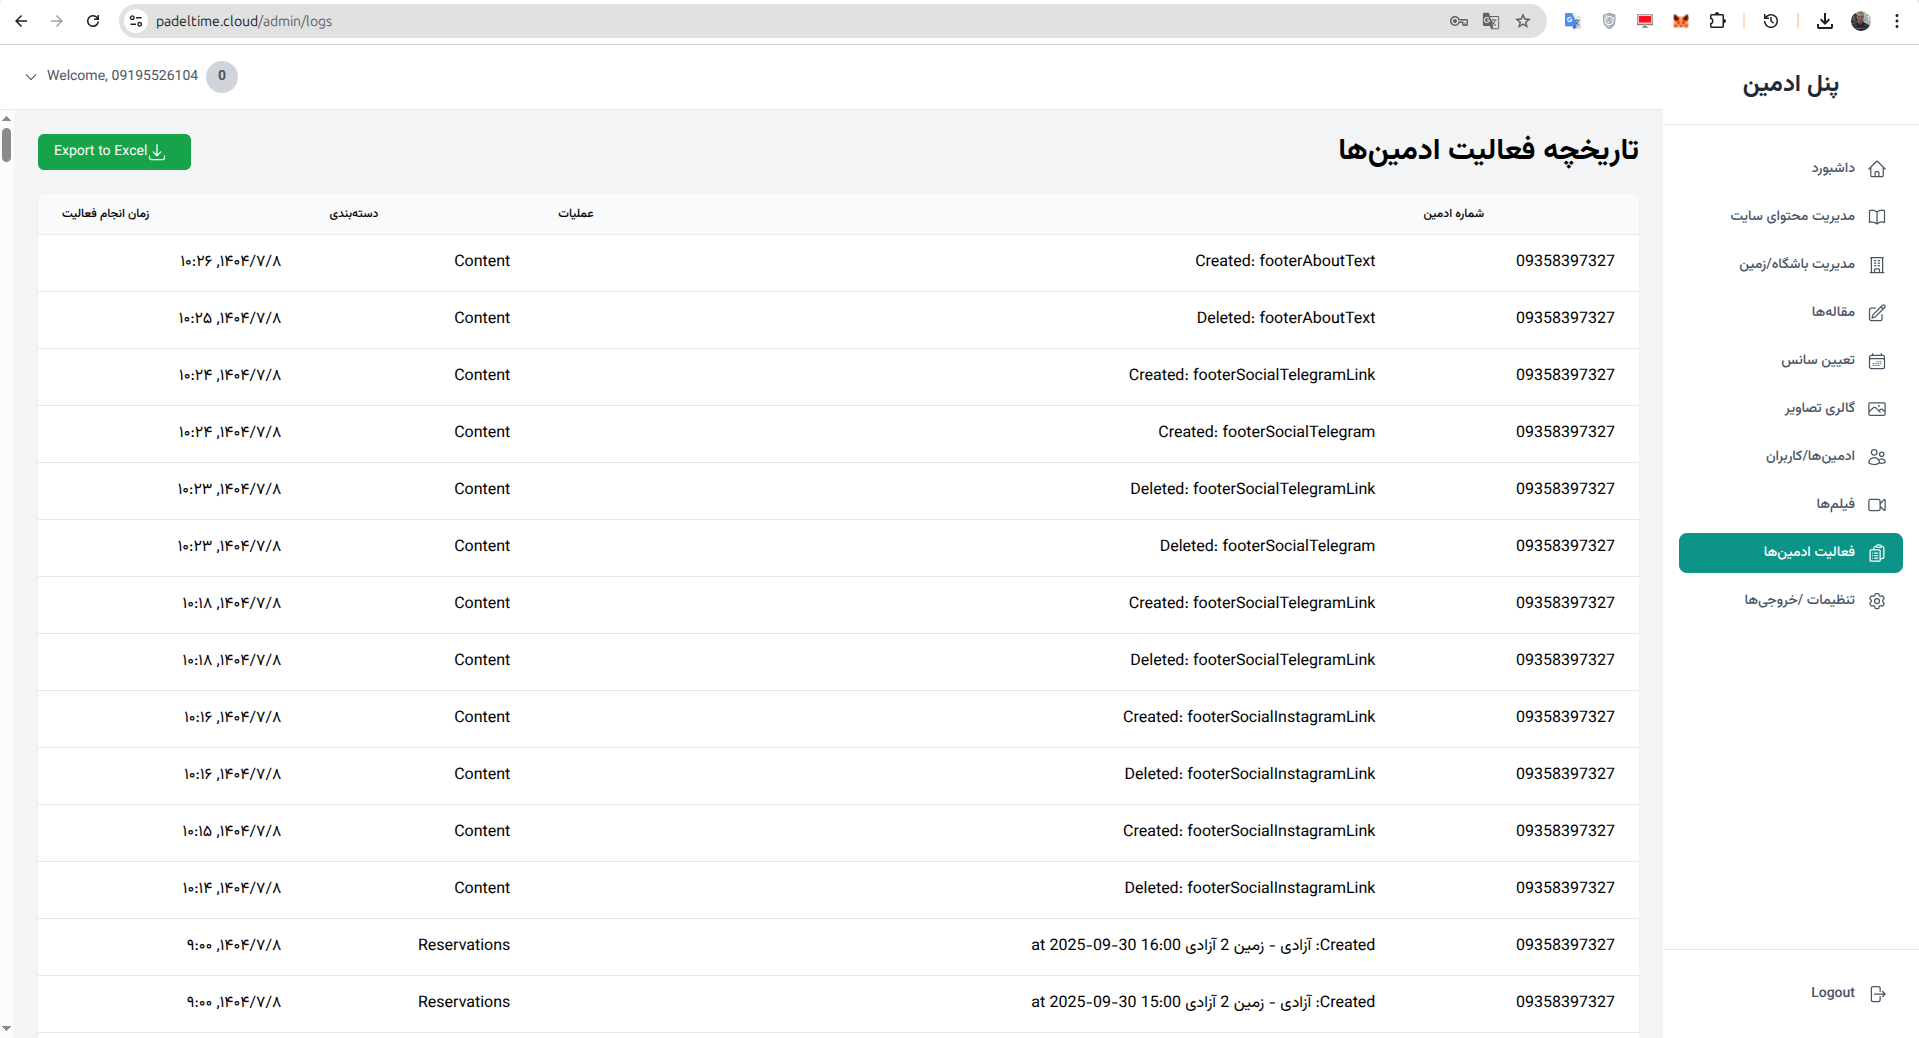 padeltime.cloud/admin/logs
Welcome, 09195526104 0
پنل ادمین
داشبورد
مدیریت محتوای سایت
مدیریت باشگاه/زمین
مقاله‌ها
تعیین سانس
گالری تصاویر
ادمین‌ها/کاربران
فیلم‌ها
فعالیت ادمین‌ها
تنظیمات /خروجی‌ها
Logout
تاریخچه فعالیت ادمین‌ها
Export to Excel
شماره ادمین عملیات دسته‌بندی زمان انجام فعالیت
09358397327 Created: footerAboutText Content ۱۴۰۴/۷/۸, ۱۰:۲۶
09358397327 Deleted: footerAboutText Content ۱۴۰۴/۷/۸, ۱۰:۲۵
09358397327 Created: footerSocialTelegramLink Content ۱۴۰۴/۷/۸, ۱۰:۲۴
09358397327 Created: footerSocialTelegram Content ۱۴۰۴/۷/۸, ۱۰:۲۴
09358397327 Deleted: footerSocialTelegramLink Content ۱۴۰۴/۷/۸, ۱۰:۲۳
09358397327 Deleted: footerSocialTelegram Content ۱۴۰۴/۷/۸, ۱۰:۲۳
09358397327 Created: footerSocialTelegramLink Content ۱۴۰۴/۷/۸, ۱۰:۱۸
09358397327 Deleted: footerSocialTelegramLink Content ۱۴۰۴/۷/۸, ۱۰:۱۸
09358397327 Created: footerSocialInstagramLink Content ۱۴۰۴/۷/۸, ۱۰:۱۶
09358397327 Deleted: footerSocialInstagramLink Content ۱۴۰۴/۷/۸, ۱۰:۱۶
09358397327 Created: footerSocialInstagramLink Content ۱۴۰۴/۷/۸, ۱۰:۱۵
09358397327 Deleted: footerSocialInstagramLink Content ۱۴۰۴/۷/۸, ۱۰:۱۴
09358397327 Created: آزادی - زمین 2 آزادی at 2025-09-30 16:00 Reservations ۱۴۰۴/۷/۸, ۹:۰۰
09358397327 Created: آزادی - زمین 2 آزادی at 2025-09-30 15:00 Reservations ۱۴۰۴/۷/۸, ۹:۰۰